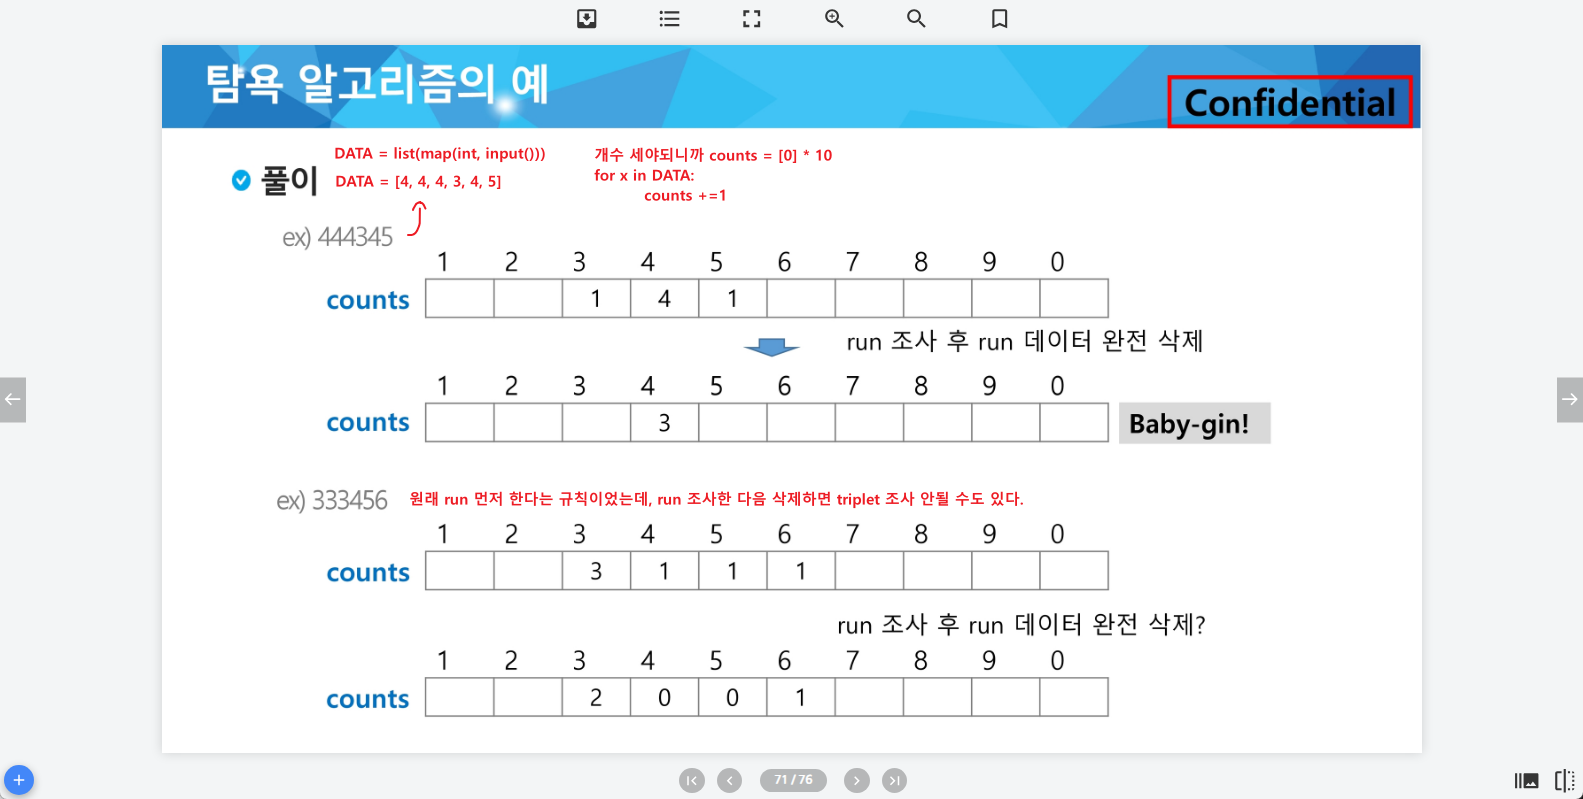 탐욕 알고리즘의 예
Confidential
DATA = list(map(int, input()))
개수 세야되니까 counts = [0] * 10
풀이
DATA = [4, 4, 4, 3, 4, 5]
for x in DATA:
counts +=1
ex) 444345
1 2 3 4 5 6 7 8 9 0
counts 1 4 1
run 조사 후 run 데이터 완전 삭제
1 2 3 4 5 6 7 8 9 0
counts 3
Baby-gin!
ex) 333456
원래 run 먼저 한다는 규칙이었는데, run 조사한 다음 삭제하면 triplet 조사 안될 수도 있다.
1 2 3 4 5 6 7 8 9 0
counts 3 1 1 1
run 조사 후 run 데이터 완전 삭제?
1 2 3 4 5 6 7 8 9 0
counts 2 0 0 1
71 / 76